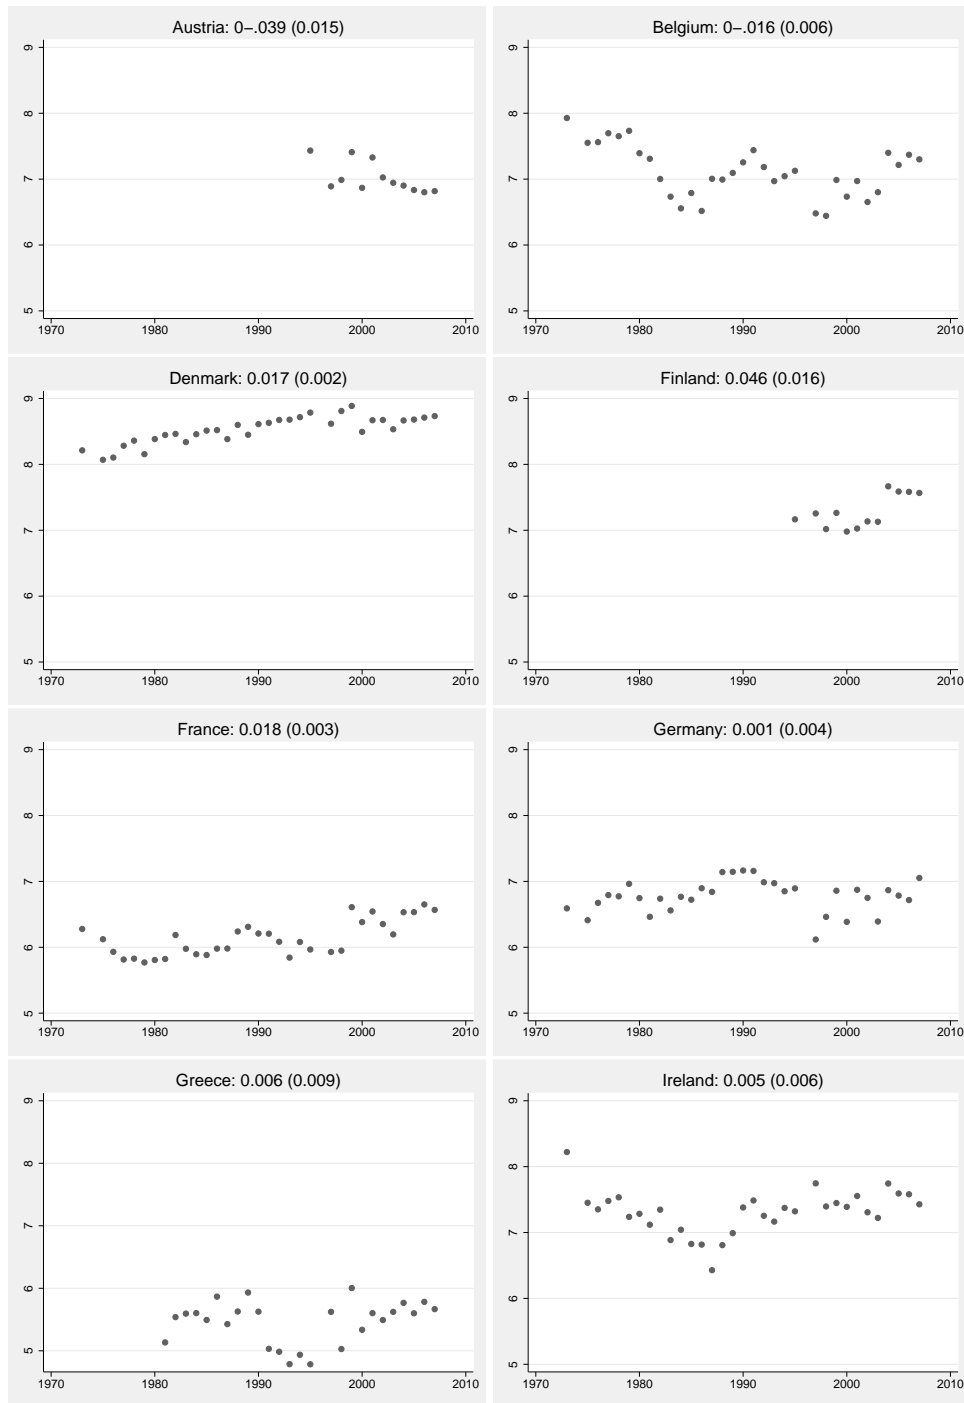 Austria: 0−.039 (0.015)
9
8
7
6
5
1970 1980 1990 2000 2010
Belgium: 0−.016 (0.006)
9
8
7
6
5
1970 1980 1990 2000 2010
Denmark: 0.017 (0.002)
9
8
7
6
5
1970 1980 1990 2000 2010
Finland: 0.046 (0.016)
9
8
7
6
5
1970 1980 1990 2000 2010
France: 0.018 (0.003)
9
8
7
6
5
1970 1980 1990 2000 2010
Germany: 0.001 (0.004)
9
8
7
6
5
1970 1980 1990 2000 2010
Greece: 0.006 (0.009)
9
8
7
6
5
1970 1980 1990 2000 2010
Ireland: 0.005 (0.006)
9
8
7
6
5
1970 1980 1990 2000 2010